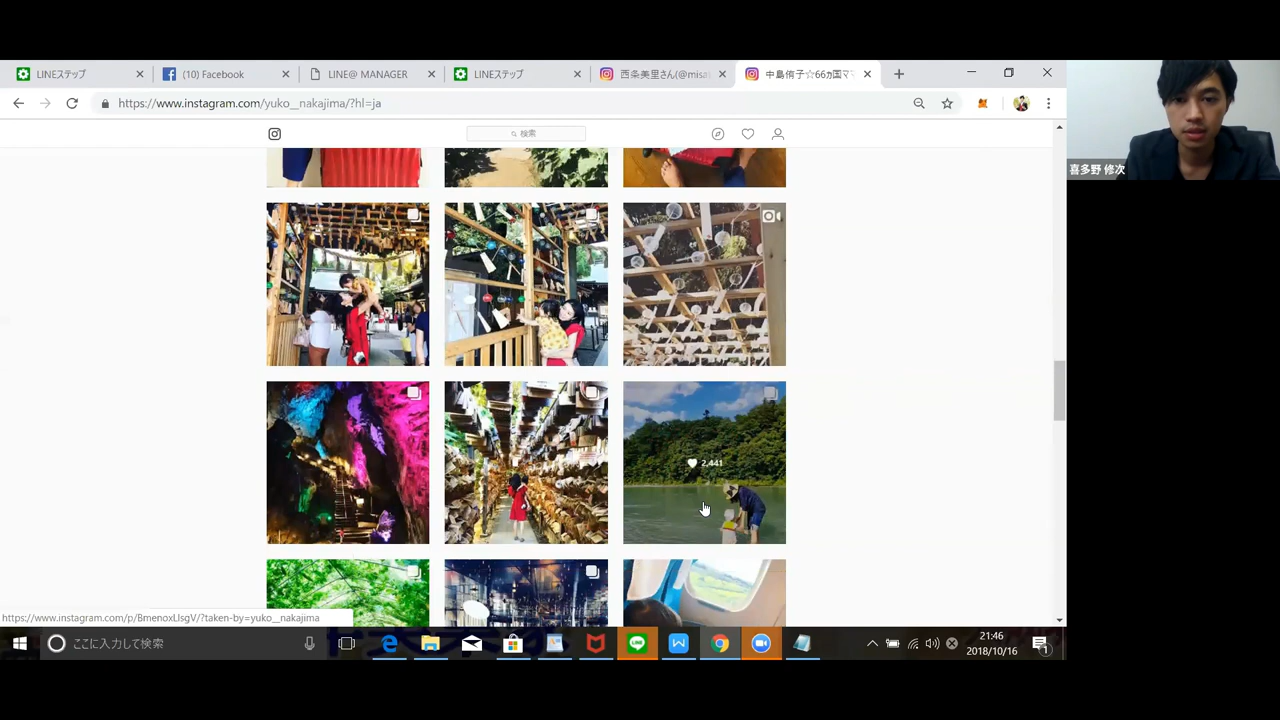 LINEステップ
(10) Facebook
LINE@ MANAGER
LINEステップ
西条美里さん(@misa
中島侑子☆66ヵ国ママ
https://www.instagram.com/yuko__nakajima/?hl=ja
検索
喜多野 修次
2,441
https://www.instagram.com/p/BmenoxLlsgV/?taken-by=yuko__nakajima
ここに入力して検索
21:46
2018/10/16
1